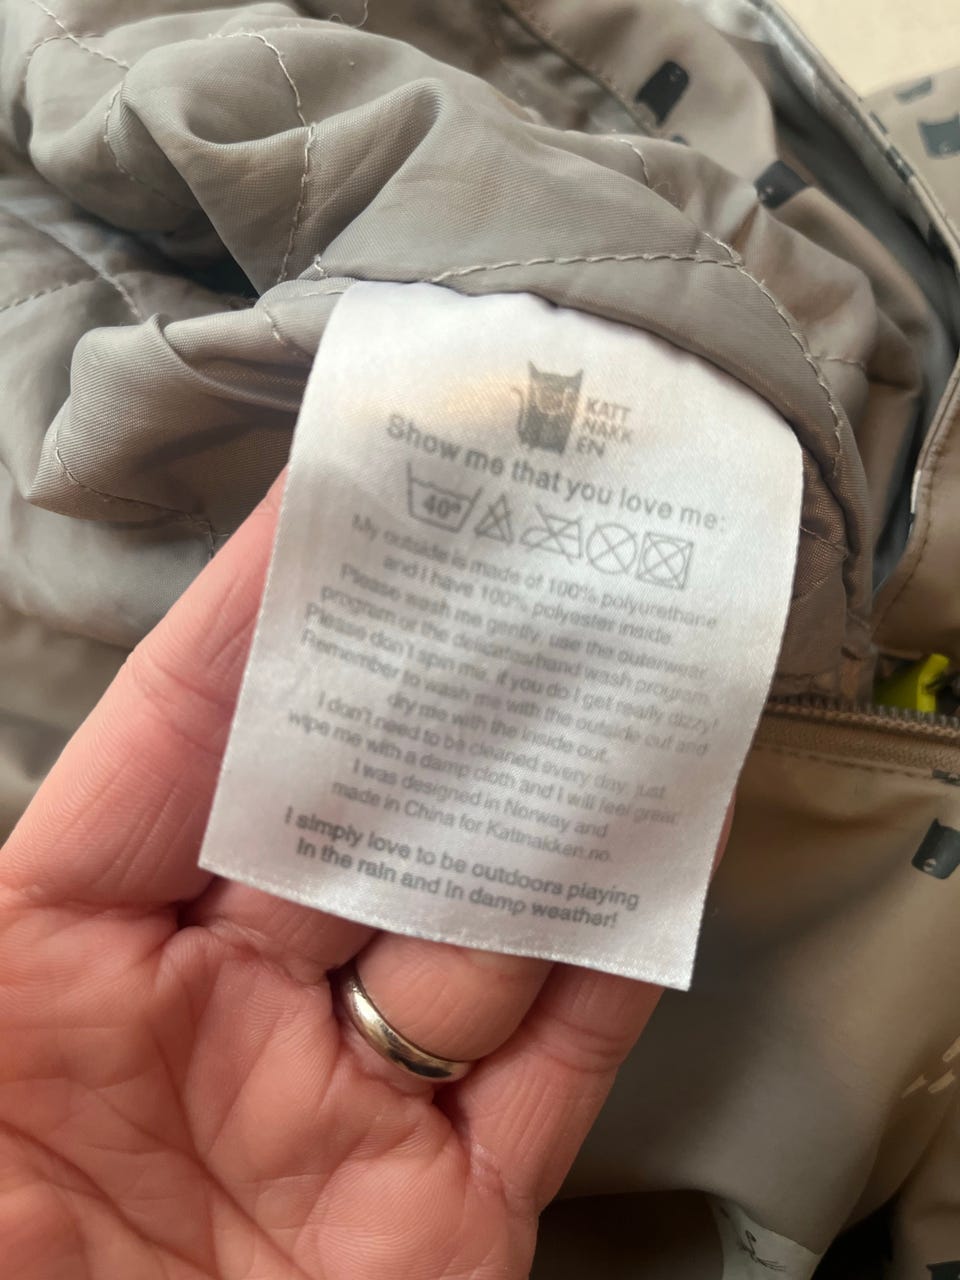 KATT
NAKK
EN
Show me that you love me:
40°
My outside is made of 100% polyurethane
and I have 100% polyester inside.
Please wash me gently, use the outerwear
program or the delicates/hand wash program.
Please don't spin me, if you do I get really dizzy!
Remember to wash me with the outside out and
dry me with the inside out.
I don't need to be cleaned every day: just
wipe me with a damp cloth and I will feel great.
I was designed in Norway and
made in China for Kattnakken.no.
I simply love to be outdoors playing
In the rain and in damp weather!